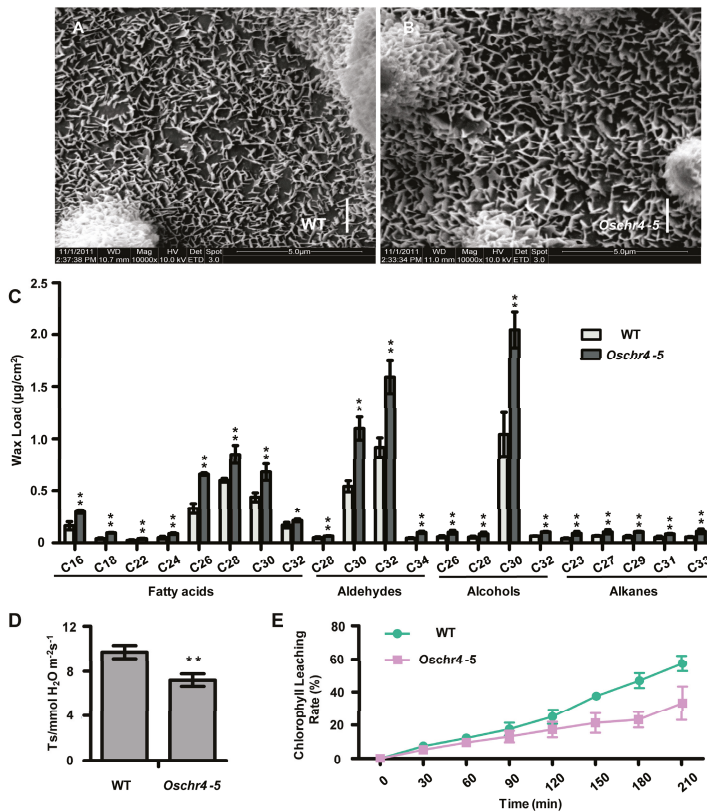 A
B
WT
Oschr4-5
11/1/2011 WD Mag HV Det Spot 5.0µm
2:37:38 PM 10.7 mm 10000x 10.0 kV ETD 3.0
11/1/2011 WD Mag HV Det Spot 5.0µm
2:33:34 PM 11.0 mm 10000x 10.0 kV ETD 3.0
C
Wax Load (µg/cm²)
2.5
2.0
1.5
1.0
0.5
0
WT
Oschr4-5
** ** ** ** ** ** ** * ** ** ** ** ** ** ** ** ** ** ** ** **
C16 C18 C22 C24 C26 C28 C30 C32 C28 C30 C32 C34 C26 C28 C30 C32 C23 C27 C29 C31 C33
Fatty acids Aldehydes Alcohols Alkanes
D
Ts/mmol H₂O m⁻²s⁻¹
12
8
4
0
**
WT Oschr4-5
E
WT
Oschr4-5
Chlorophyll Leaching
Rate (%)
80
60
40
20
0
0 30 60 90 120 150 180 210
Time (min)